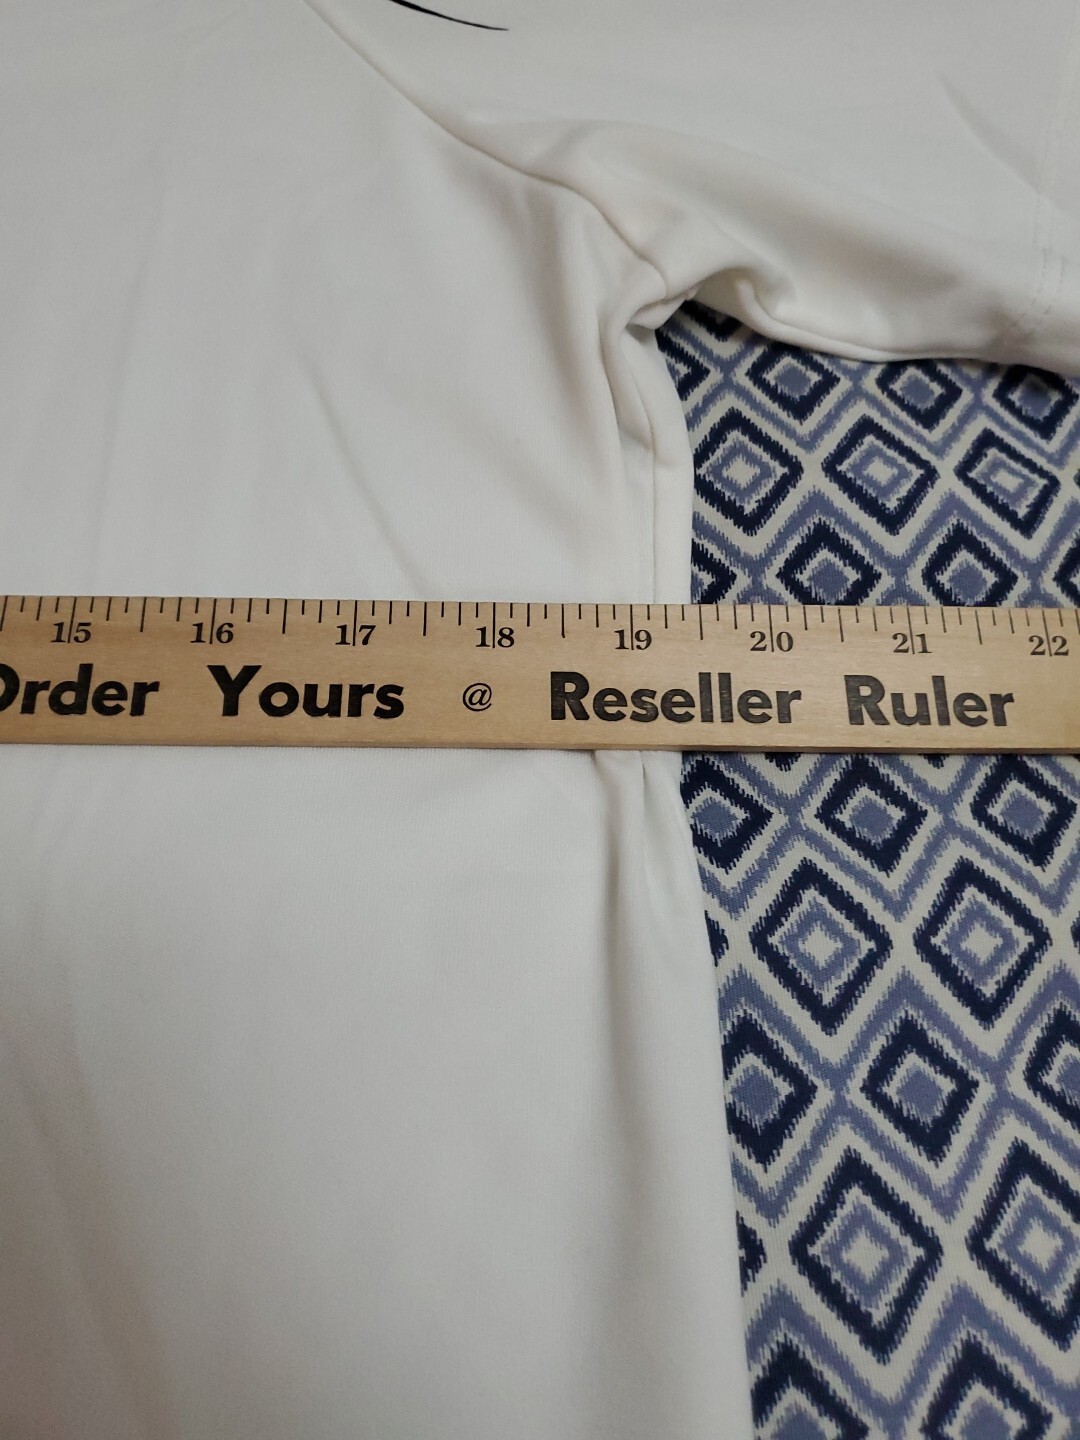 15 16 17 18 19 20 21 22
Order Yours @ Reseller Ruler